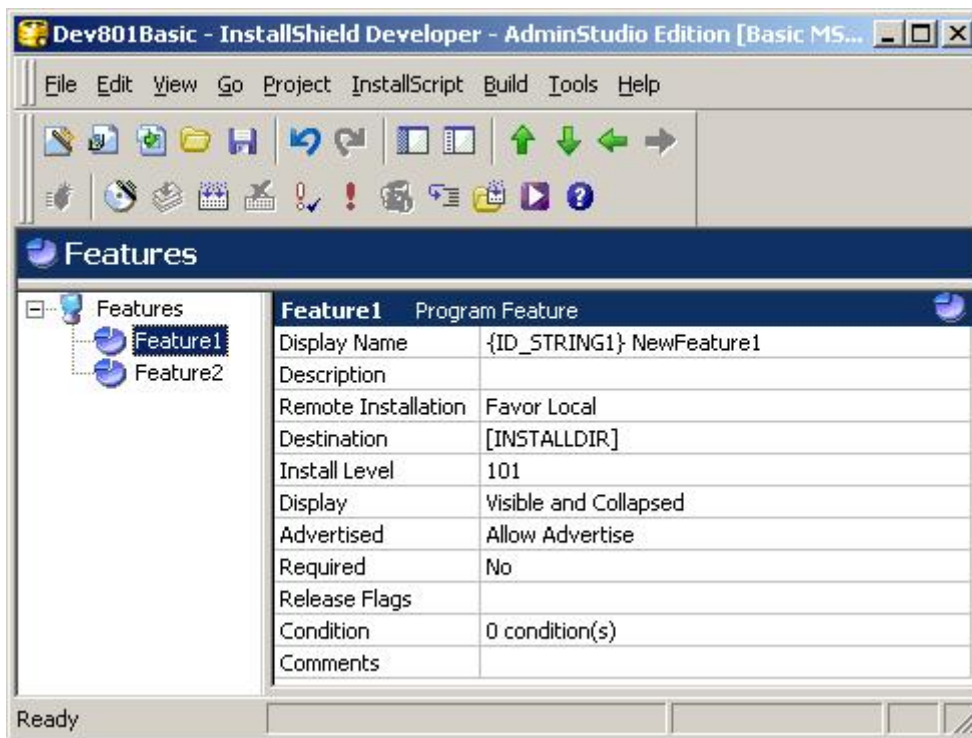 Dev801Basic - InstallShield Developer - AdminStudio Edition [Basic MS...
File Edit View Go Project InstallScript Build Tools Help
Features
Features
Feature1
Feature2
Feature1 Program Feature
Display Name {ID_STRING1} NewFeature1
Description
Remote Installation Favor Local
Destination [INSTALLDIR]
Install Level 101
Display Visible and Collapsed
Advertised Allow Advertise
Required No
Release Flags
Condition 0 condition(s)
Comments
Ready